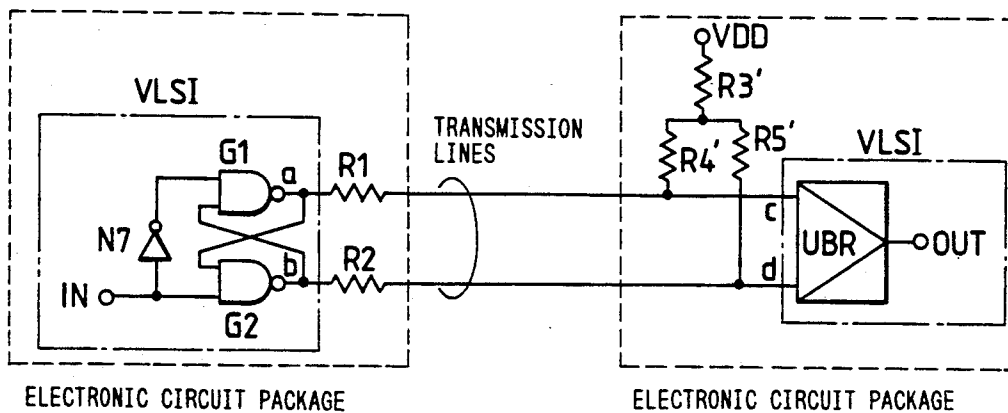 VDD
R3'
VLSI
TRANSMISSION
LINES
R4'
R5'
VLSI
G1
a
R1
N7
c
UBR
OUT
b
R2
d
IN
G2
ELECTRONIC CIRCUIT PACKAGE
ELECTRONIC CIRCUIT PACKAGE